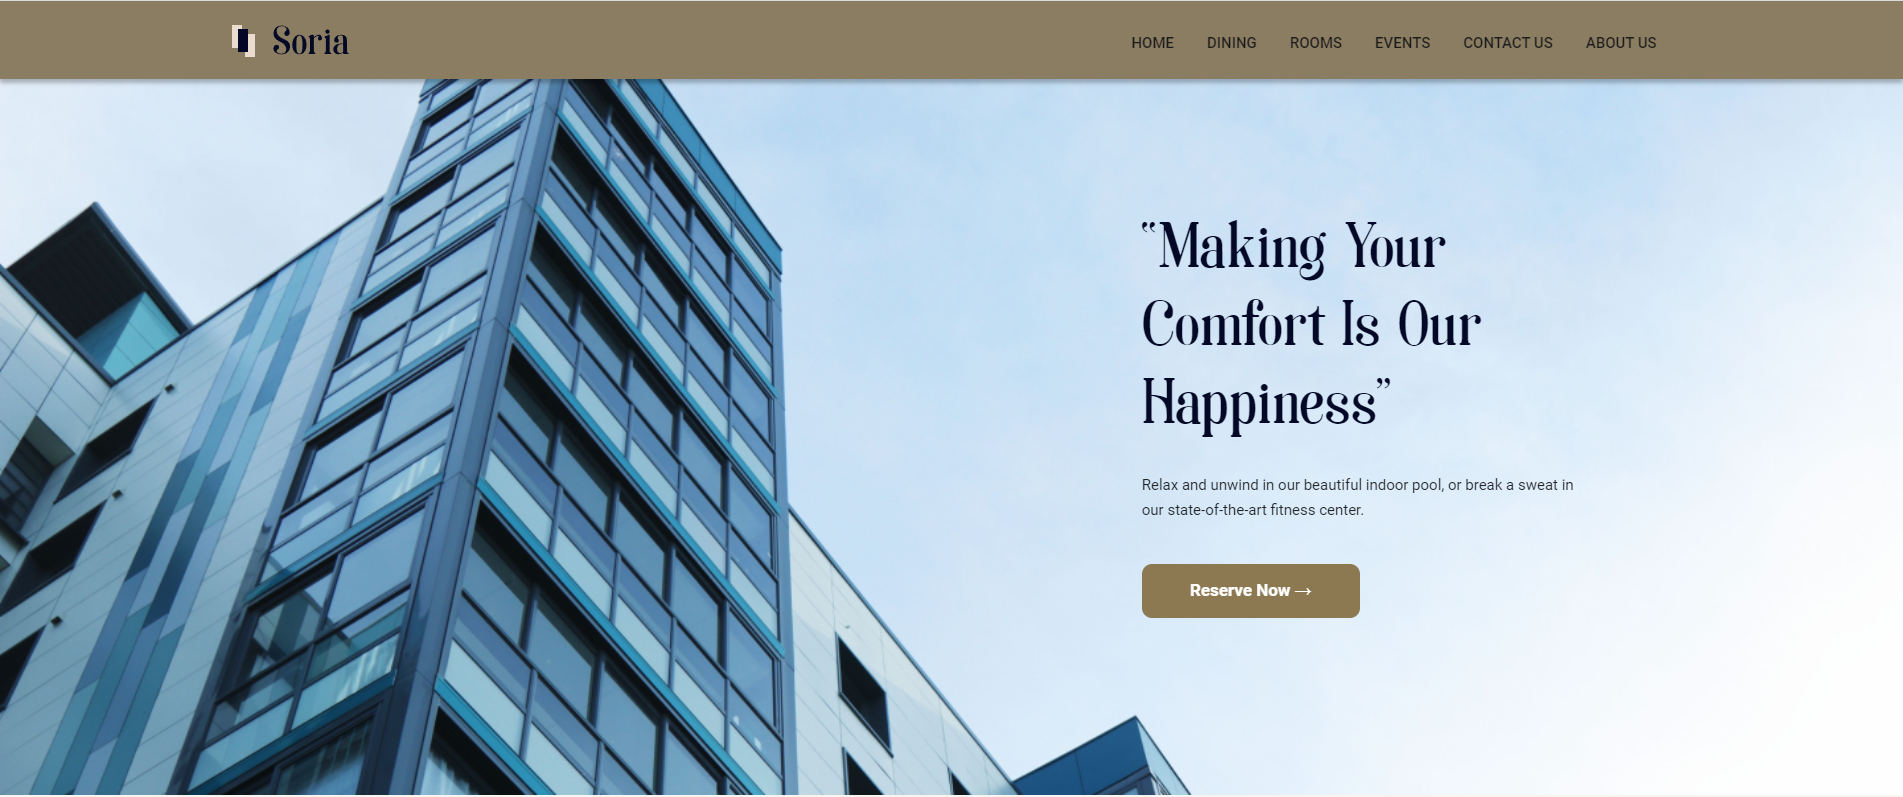 Soria
HOME DINING ROOMS EVENTS CONTACT US ABOUT US
“Making Your
Comfort Is Our
Happiness”
Relax and unwind in our beautiful indoor pool, or break a sweat in
our state-of-the-art fitness center.
Reserve Now →